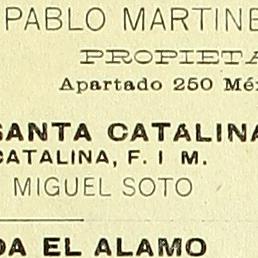 PABLO MARTINE
PROPIETA
Apartado 250 Mé
SANTA CATALINA
CATALINA, F. I M.
MIGUEL SOTO
DA EL ALAMO